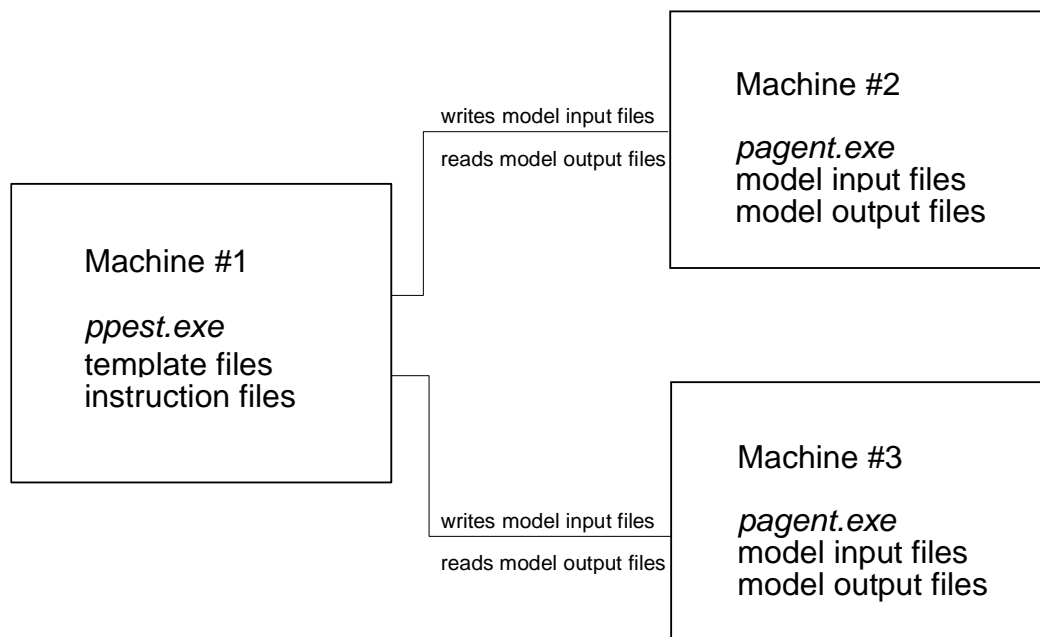 Machine #1
ppest.exe
template files
instruction files
writes model input files
reads model output files
Machine #2
pagent.exe
model input files
model output files
writes model input files
reads model output files
Machine #3
pagent.exe
model input files
model output files